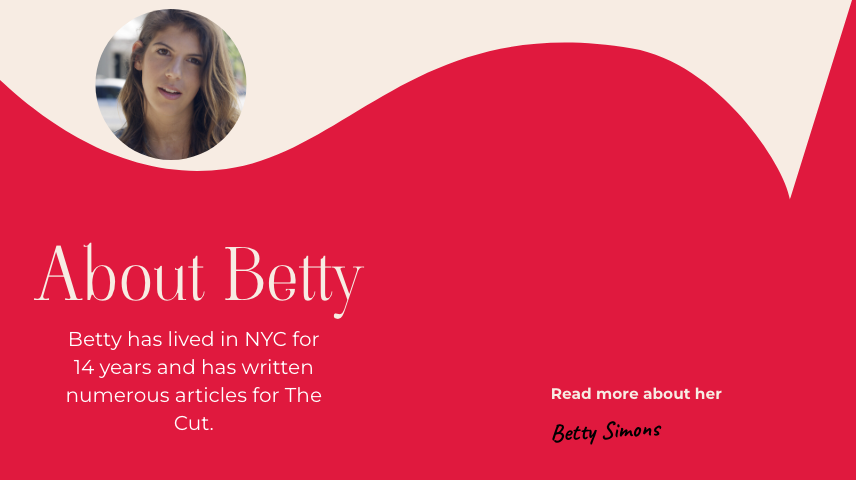 About Betty
Betty has lived in NYC for
14 years and has written
numerous articles for The
Cut.
Read more about her
Betty Simons